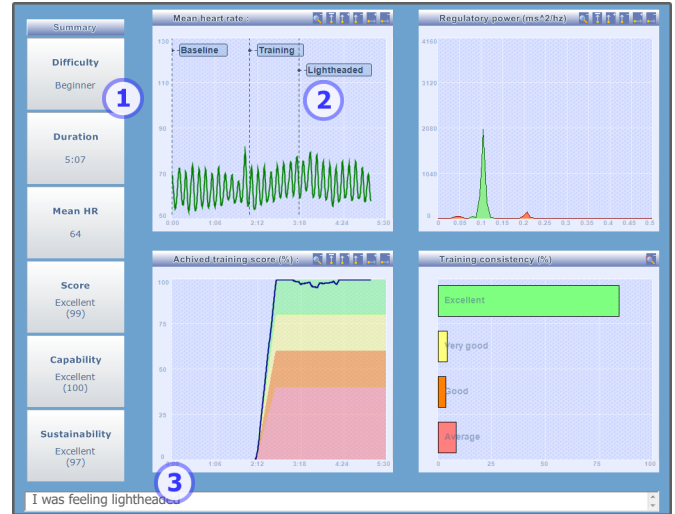 Summary
Difficulty
Beginner
1
Duration
5:07
Mean HR
64
Score
Excellent
(99)
Capability
Excellent
(100)
Sustainability
Excellent
(97)
Mean heart rate :
130
110
90
70
50
Baseline
Training
Lightheaded
2
0:00 1:06 2:12 3:18 4:24 5:30
Regulatory power (ms^2/hz)
4160
3120
2080
1040
0
0 0.05 0.1 0.15 0.2 0.25 0.3 0.35 0.4 0.45 0.5
Achived training score (%) :
100
75
50
25
0
1:06 2:12 3:18 4:24 5:30
Training consistency (%)
Excellent
Very good
Good
Average
0 25 50 75 100
3
I was feeling lightheaded